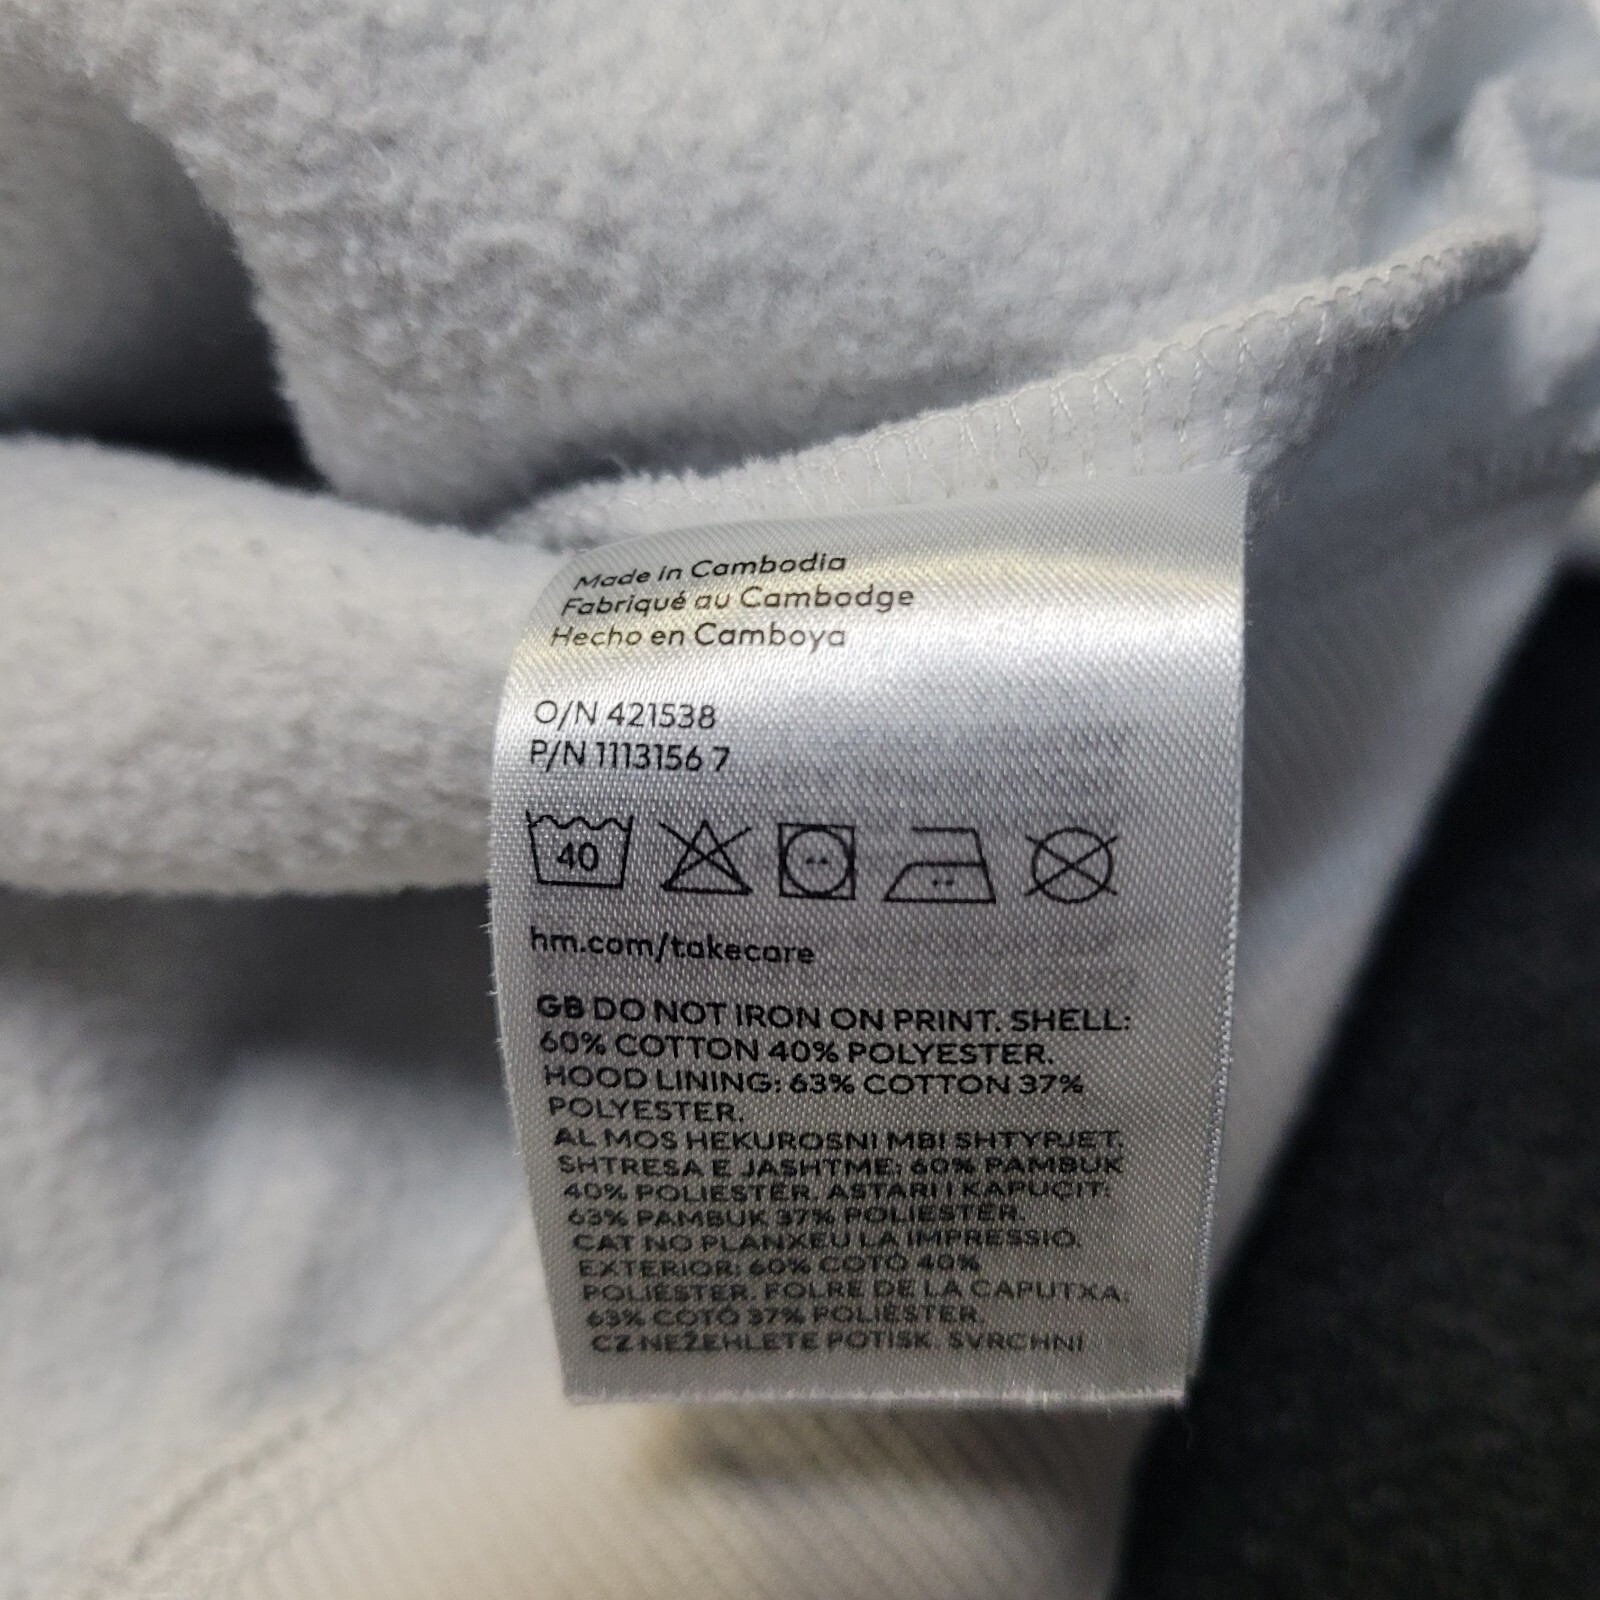 Made in Cambodia
Fabriqué au Cambodge
Hecho en Camboya
O/N 421538
P/N 1113156 7
40
hm.com/takecare
GB DO NOT IRON ON PRINT. SHELL:
60% COTTON 40% POLYESTER.
HOOD LINING: 63% COTTON 37%
POLYESTER.
AL MOS HEKUROSNI MBI SHTYPJET.
SHTRESA E JASHTME: 60% PAMBUK
40% POLIESTER. ASTARI I KAPUÇIT:
63% PAMBUK 37% POLIESTER.
CAT NO PLANXEU LA IMPRESSIÓ.
EXTERIOR: 60% COTÓ 40%
POLIÈSTER. FOLRE DE LA CAPUTXA:
63% COTÓ 37% POLIÈSTER.
CZ NEŽEHLETE POTISK. SVRCHNÍ